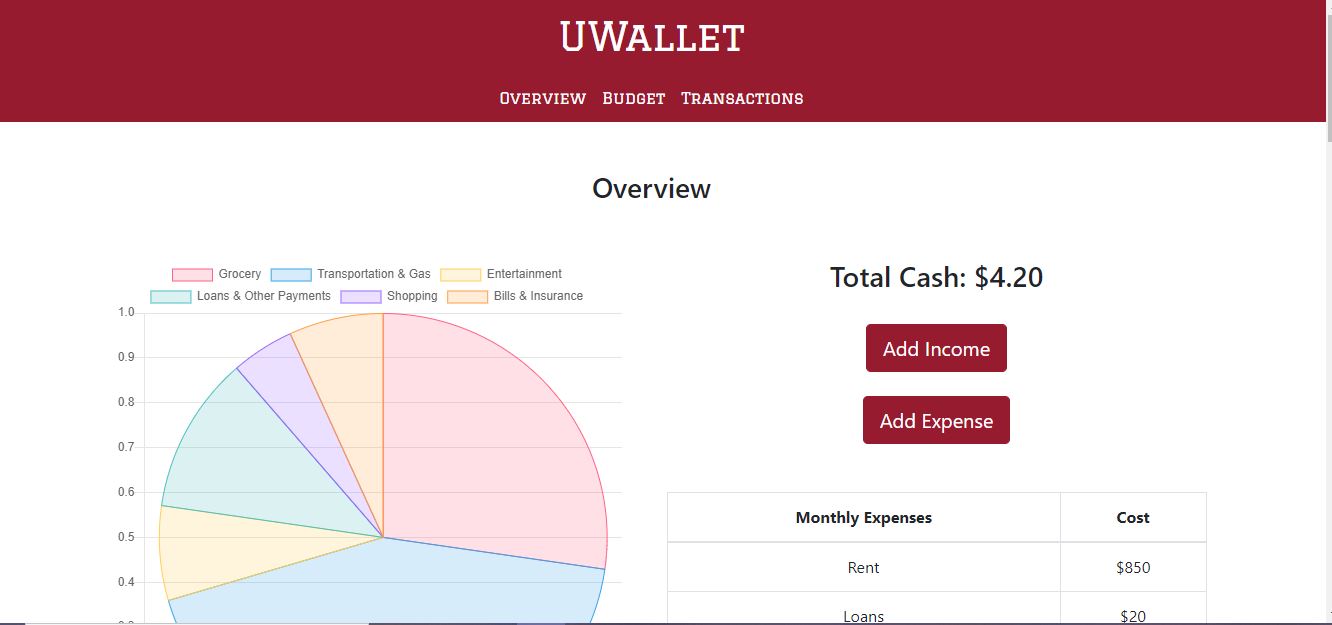 UWallet
Overview Budget Transactions
Overview
Grocery Transportation & Gas Entertainment
Loans & Other Payments Shopping Bills & Insurance
1.0
0.9
0.8
0.7
0.6
0.5
0.4
Total Cash: $4.20
Add Income
Add Expense
Monthly Expenses Cost
Rent $850
Loans $20